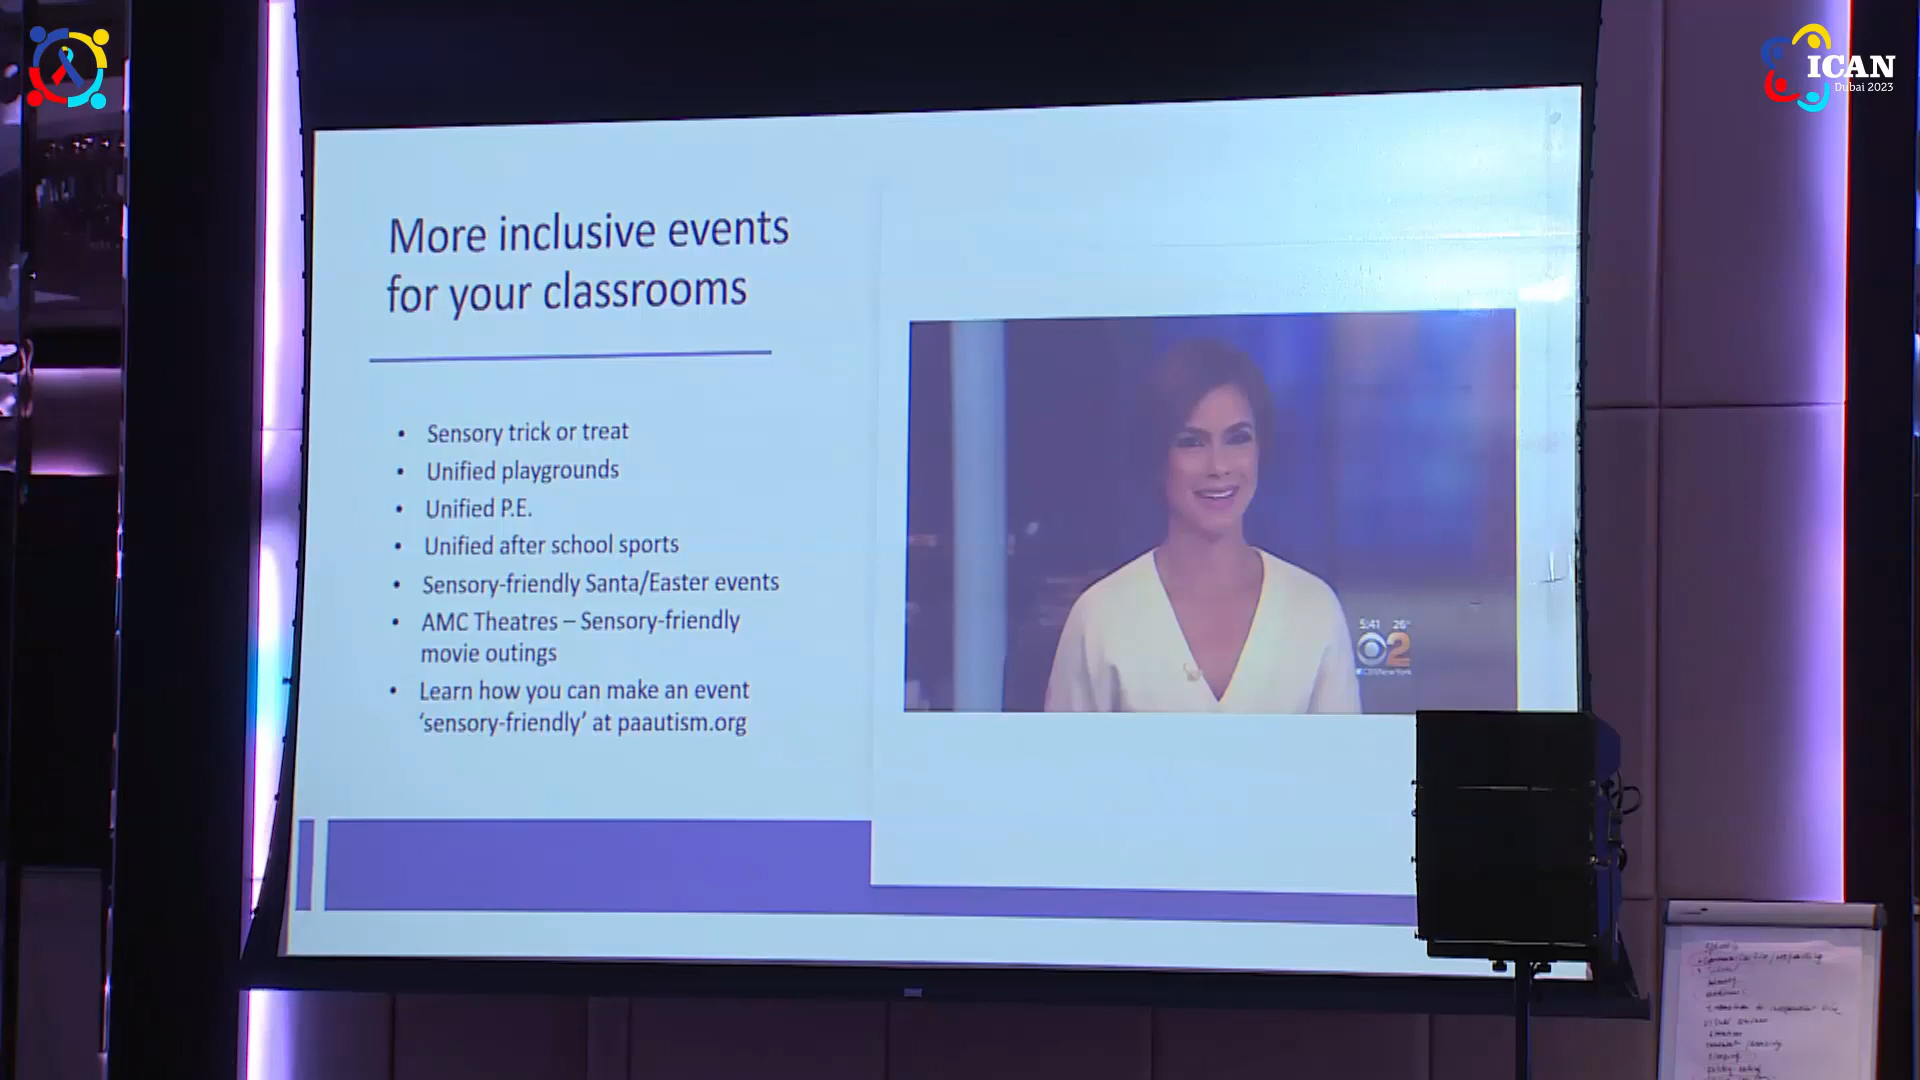 ICAN
Dubai 2023
More inclusive events
for your classrooms
• Sensory trick or treat
• Unified playgrounds
• Unified P.E.
• Unified after school sports
• Sensory-friendly Santa/Easter events
• AMC Theatres – Sensory-friendly
movie outings
• Learn how you can make an event
‘sensory-friendly’ at paautism.org
5:41 26°
2
CBSNewYork